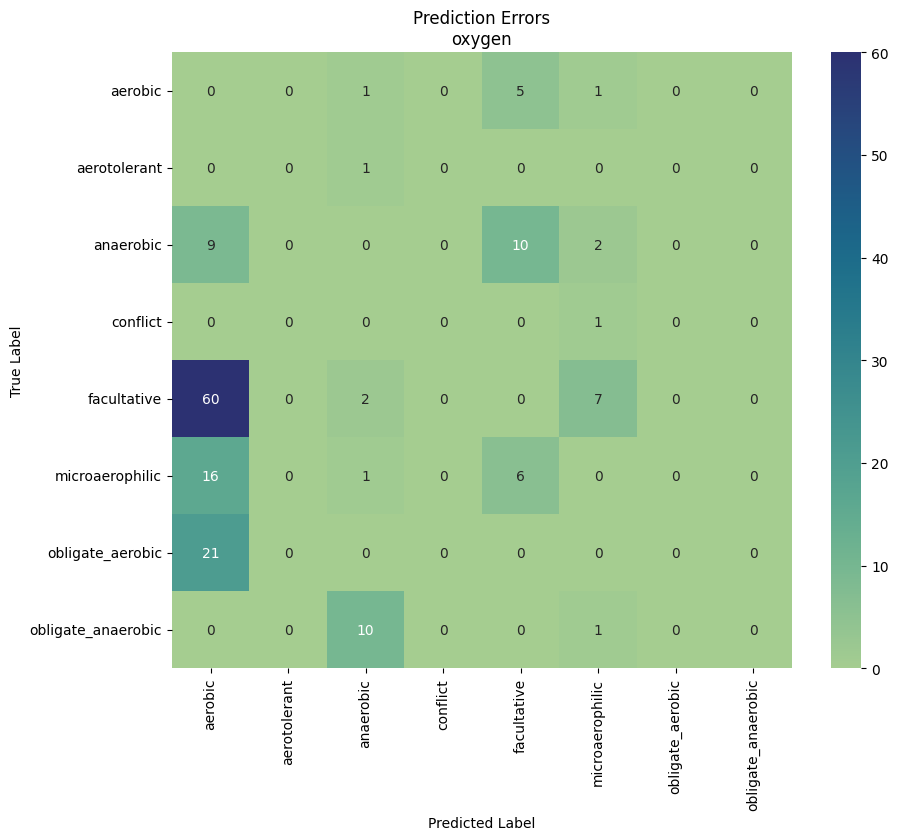 Prediction Errors
oxygen
True Label
aerobic 0 0 1 0 5 1 0 0
aerotolerant 0 0 1 0 0 0 0 0
anaerobic 9 0 0 0 10 2 0 0
conflict 0 0 0 0 0 1 0 0
facultative 60 0 2 0 0 7 0 0
microaerophilic 16 0 1 0 6 0 0 0
obligate_aerobic 21 0 0 0 0 0 0 0
obligate_anaerobic 0 0 10 0 0 1 0 0
aerobic
aerotolerant
anaerobic
conflict
facultative
microaerophilic
obligate_aerobic
obligate_anaerobic
Predicted Label
60
50
40
30
20
10
0